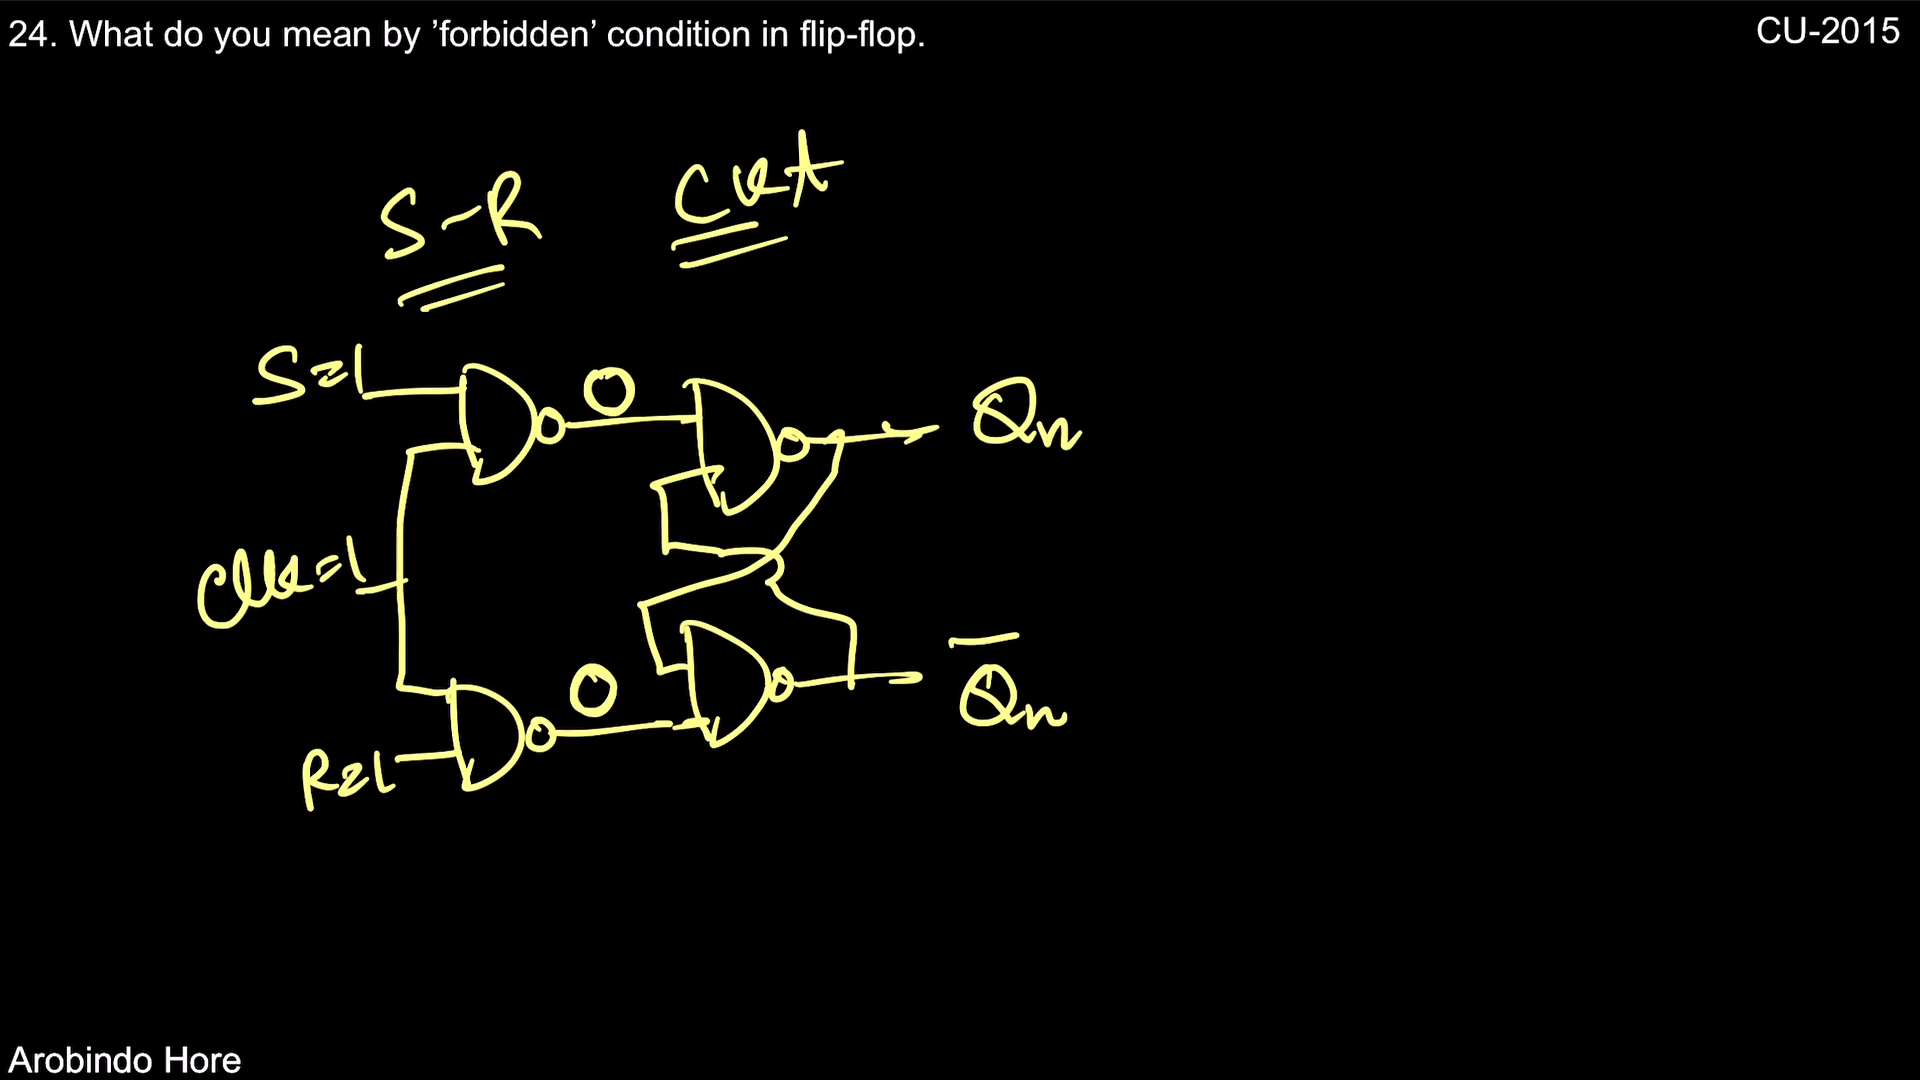 24. What do you mean by ’forbidden’ condition in flip-flop. CU-2015
S-R
S=1 0 Qn
Clk=1
R=1 0 Q̅n
Arobindo Hore